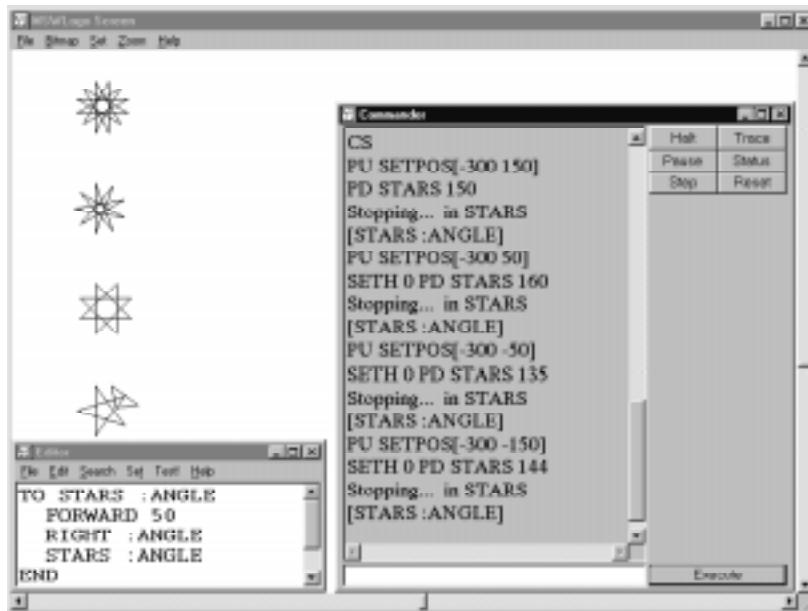 MSWLogo Screen
File Bitmap Set Zoom Help
Commander
CS
PU SETPOS[-300 150]
PD STARS 150
Stopping... in STARS
[STARS :ANGLE]
PU SETPOS[-300 50]
SETH 0 PD STARS 160
Stopping... in STARS
[STARS :ANGLE]
PU SETPOS[-300 -50]
SETH 0 PD STARS 135
Stopping... in STARS
[STARS :ANGLE]
PU SETPOS[-300 -150]
SETH 0 PD STARS 144
Stopping... in STARS
[STARS :ANGLE]
Halt Trace
Pause Status
Step Reset
Execute
Editor
File Edit Search Set Test! Help
TO STARS :ANGLE
FORWARD 50
RIGHT :ANGLE
STARS :ANGLE
END